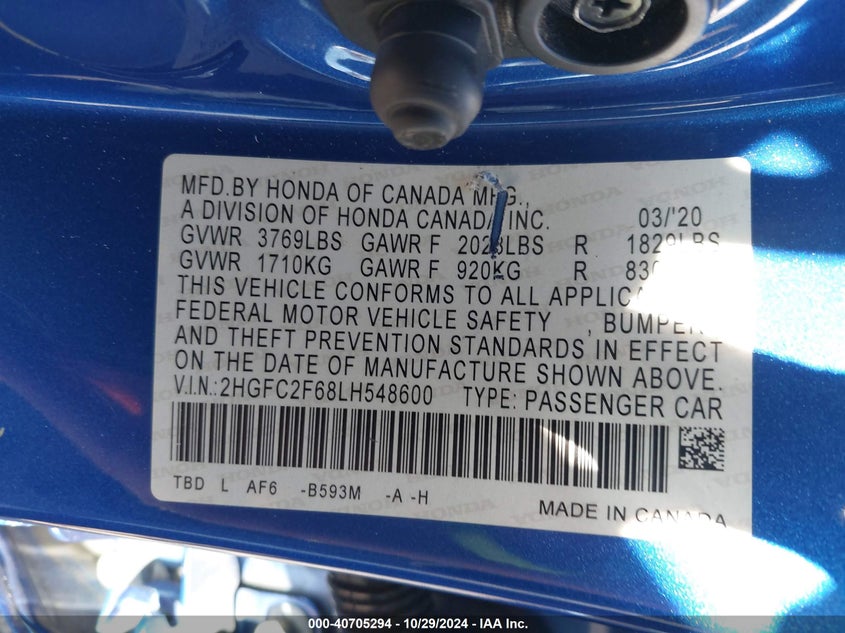 MFD.BY HONDA OF CANADA MFG.,
A DIVISION OF HONDA CANADA, INC. 03/'20
GVWR 3769LBS GAWR F 2028LBS R 1829LBS
GVWR 1710KG GAWR F 920KG R
THIS VEHICLE CONFORMS TO ALL
FEDERAL MOTOR VEHICLE SAFETY , BUMPER
AND THEFT PREVENTION STANDARDS IN EFFECT
ON THE DATE OF MANUFACTURE SHOWN ABOVE.
V.I.N.:2HGFC2F68LH548600 TYPE: PASSENGER CAR
TBD L AF6 -B593M -A -H
MADE IN CANADA
000-40705294 - 10/29/2024 - IAA Inc.